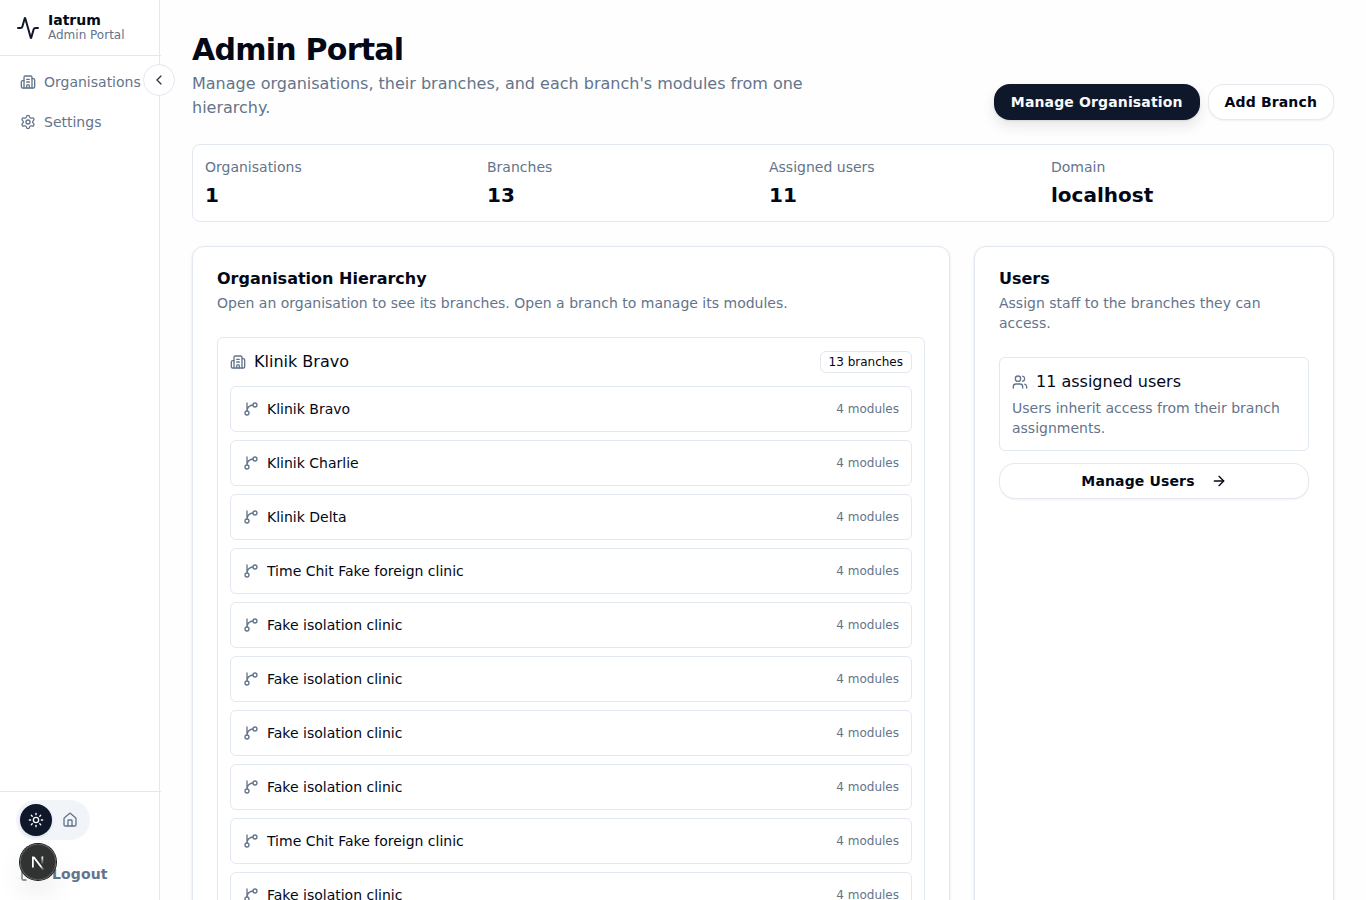 Iatrum
Admin Portal
Organisations
Settings
Logout
Admin Portal
Manage organisations, their branches, and each branch's modules from one
hierarchy.
Manage Organisation
Add Branch
Organisations
1
Branches
13
Assigned users
11
Domain
localhost
Organisation Hierarchy
Open an organisation to see its branches. Open a branch to manage its modules.
Klinik Bravo
13 branches
Klinik Bravo
4 modules
Klinik Charlie
4 modules
Klinik Delta
4 modules
Time Chit Fake foreign clinic
4 modules
Fake isolation clinic
4 modules
Fake isolation clinic
4 modules
Fake isolation clinic
4 modules
Fake isolation clinic
4 modules
Time Chit Fake foreign clinic
4 modules
Fake isolation clinic
4 modules
Users
Assign staff to the branches they can
access.
11 assigned users
Users inherit access from their branch
assignments.
Manage Users